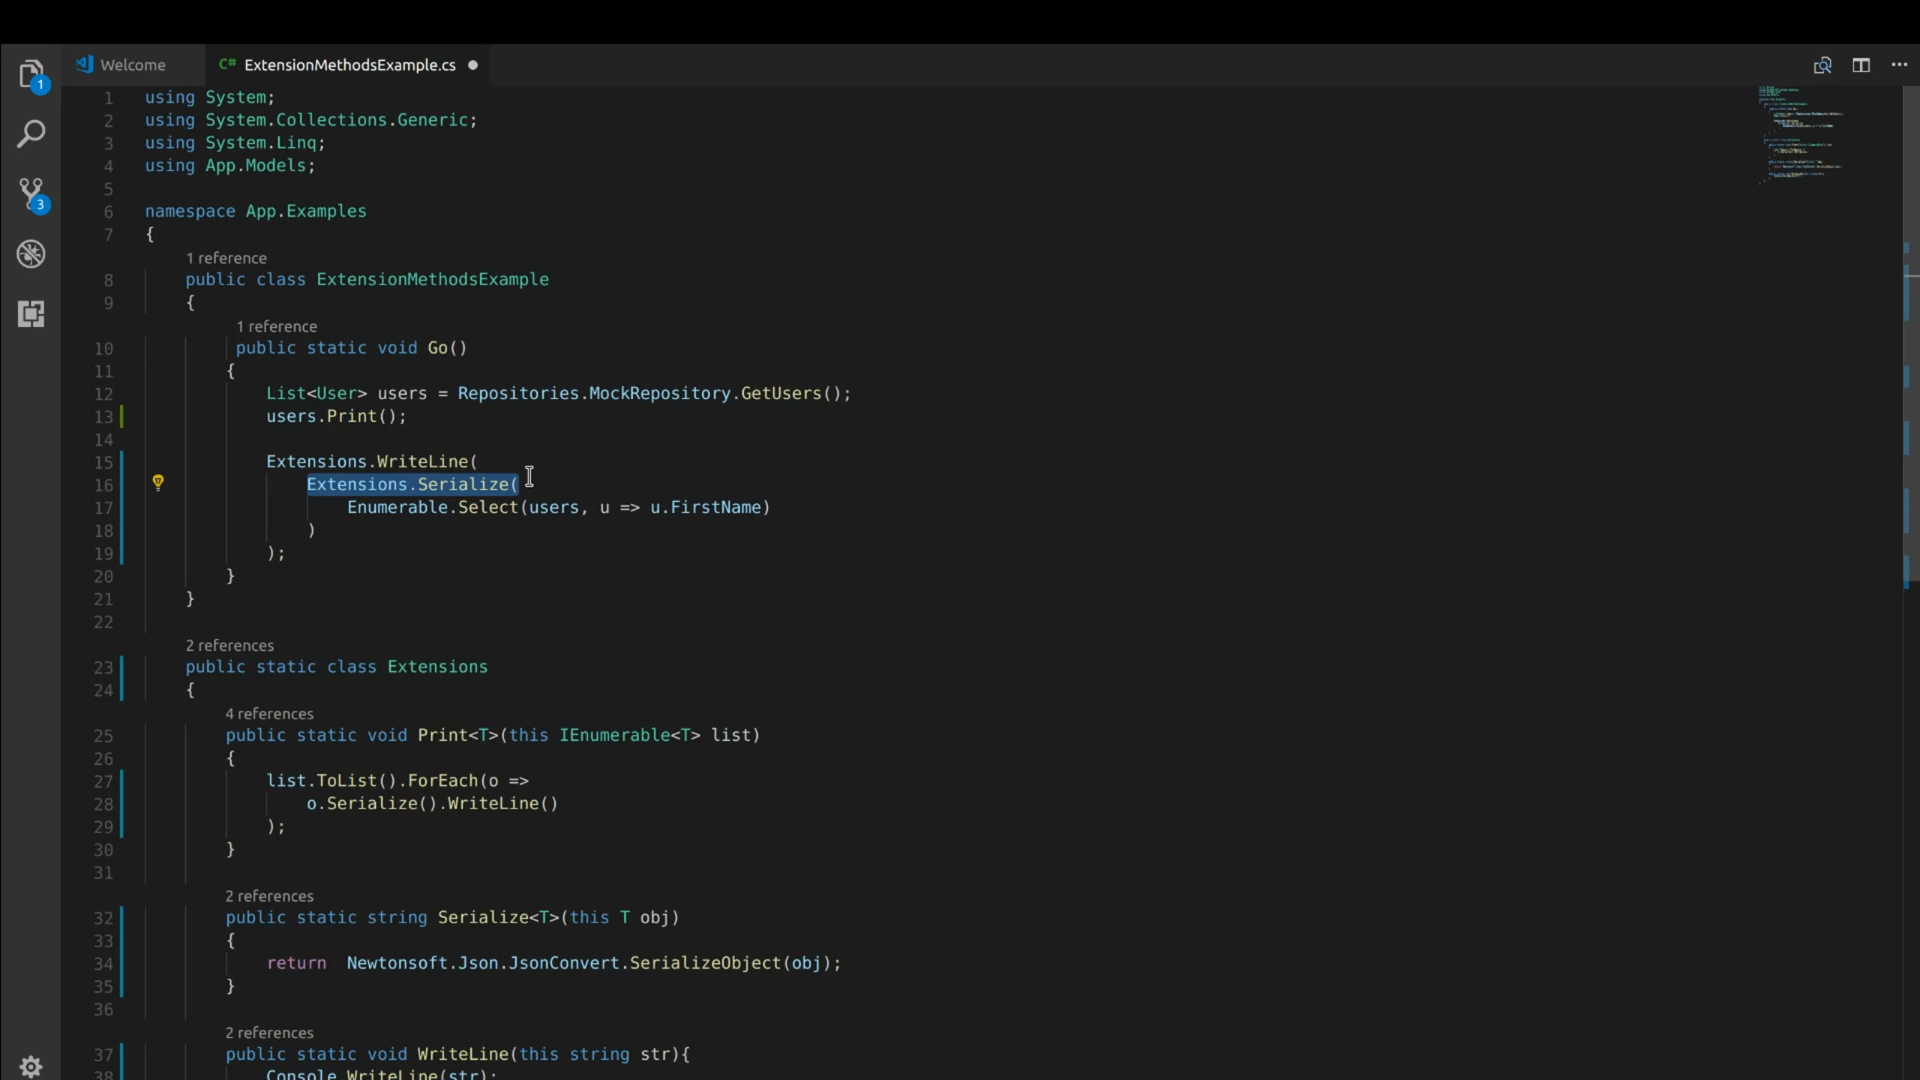 1
3
Welcome
C# ExtensionMethodsExample.cs
1 using System;
2 using System.Collections.Generic;
3 using System.Linq;
4 using App.Models;
5
6 namespace App.Examples
7 {
1 reference
8 public class ExtensionMethodsExample
9 {
1 reference
10 public static void Go()
11 {
12 List<User> users = Repositories.MockRepository.GetUsers();
13 users.Print();
14
15 Extensions.WriteLine(
16 Extensions.Serialize(
17 Enumerable.Select(users, u => u.FirstName)
18 )
19 );
20 }
21 }
22
2 references
23 public static class Extensions
24 {
4 references
25 public static void Print<T>(this IEnumerable<T> list)
26 {
27 list.ToList().ForEach(o =>
28 o.Serialize().WriteLine()
29 );
30 }
31
2 references
32 public static string Serialize<T>(this T obj)
33 {
34 return  Newtonsoft.Json.JsonConvert.SerializeObject(obj);
35 }
36
2 references
37 public static void WriteLine(this string str){
38 Console.WriteLine(str);